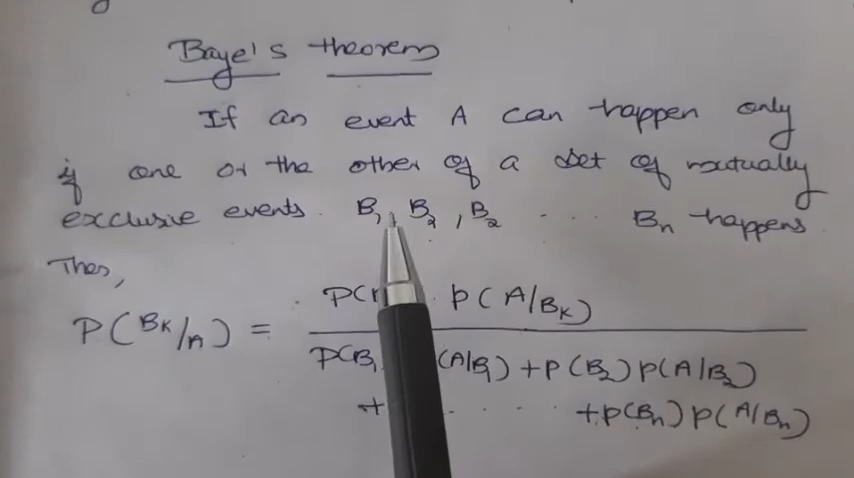 Baye's theorem
If an event A can happen only
if one or the other of a set of mutually
exclusive events. B₁, B₂, B₂ .... Bₙ happens
Then,
P(Bₖ/A) = P( P(A/Bₖ)
P(B₁ (A/B₁) + P(B₂)P(A/B₂)
+ ..... +P(Bₙ)P(A/Bₙ)